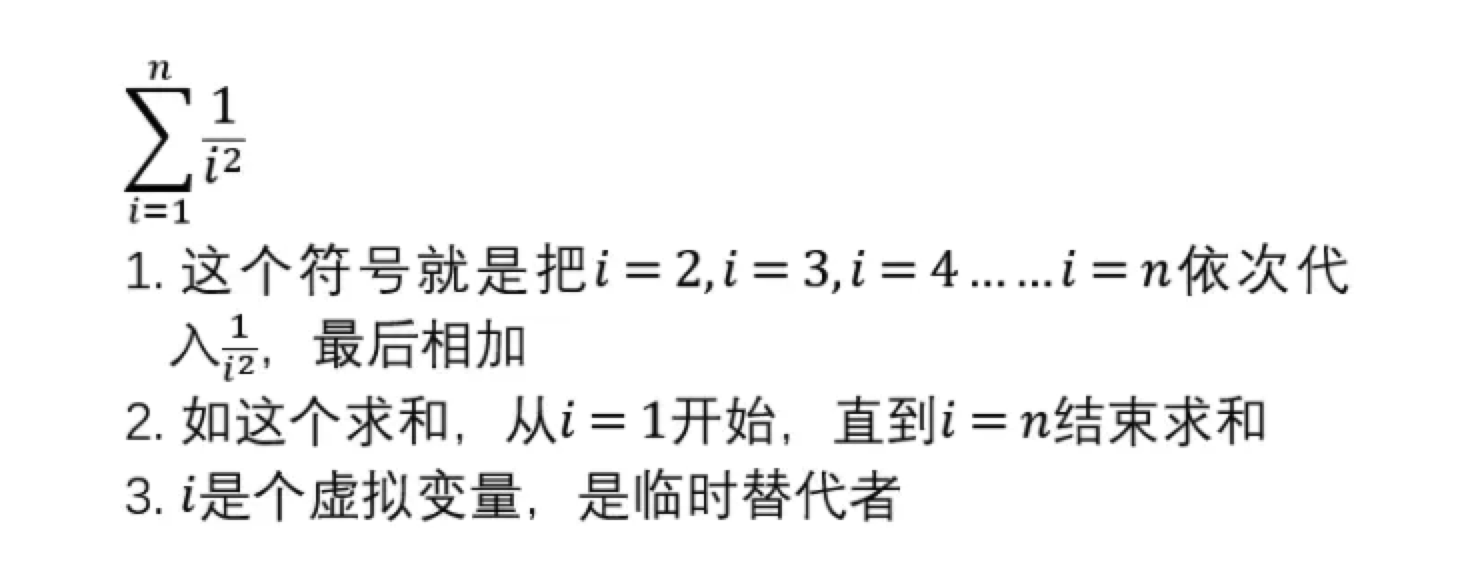 $\sum_{i=1}^{n} \frac{1}{i^2}$
1. 这个符号就是把$i = 2, i = 3, i = 4 …… i = n$依次代
入$\frac{1}{i^2}$，最后相加
2. 如这个求和，从$i = 1$开始，直到$i = n$结束求和
3. $i$是个虚拟变量，是临时替代者